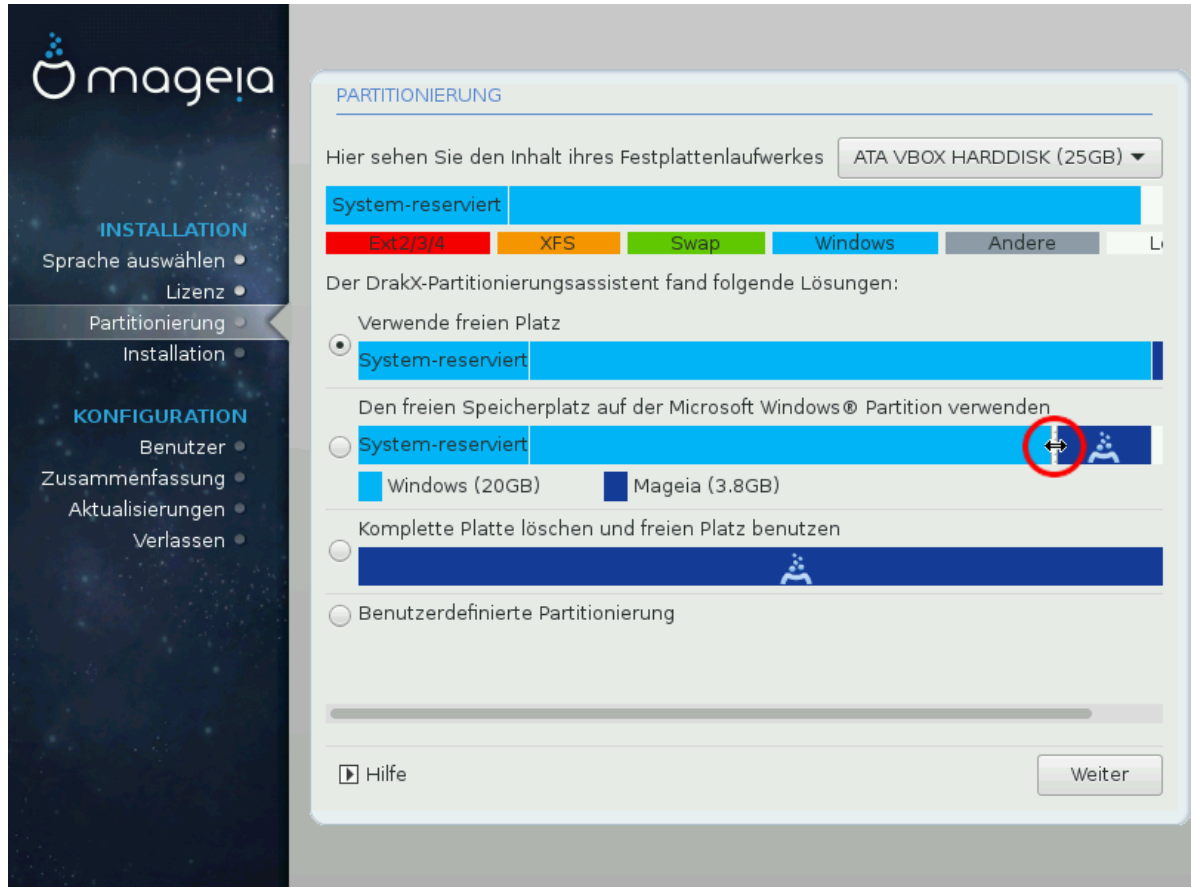 mageia
INSTALLATION
Sprache auswählen
Lizenz
Partitionierung
Installation
KONFIGURATION
Benutzer
Zusammenfassung
Aktualisierungen
Verlassen
PARTITIONIERUNG
Hier sehen Sie den Inhalt ihres Festplattenlaufwerkes ATA VBOX HARDDISK (25GB)
System-reserviert
Ext2/3/4 XFS Swap Windows Andere
Der DrakX-Partitionierungsassistent fand folgende Lösungen:
Verwende freien Platz
System-reserviert
Den freien Speicherplatz auf der Microsoft Windows® Partition verwenden
System-reserviert
Windows (20GB) Mageia (3.8GB)
Komplette Platte löschen und freien Platz benutzen
Benutzerdefinierte Partitionierung
Hilfe Weiter